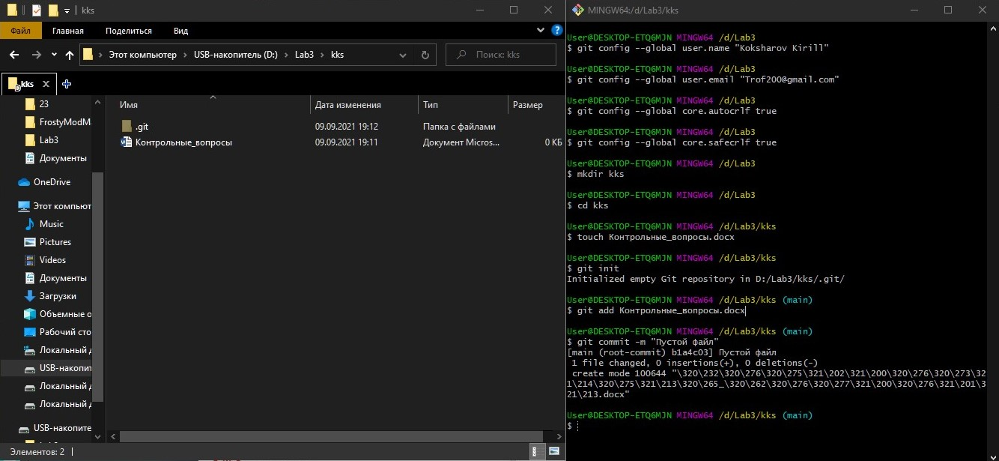 kks
Файл
Главная
Поделиться
Вид
Этот компьютер > USB-накопитель (D:) > Lab3 > kks
Поиск: kks
kks
23
FrostyModMa
Lab3
Документы
OneDrive
Этот компьют
Music
Pictures
Videos
Документы
Загрузки
Объемные о
Рабочий сто
Локальный д
USB-накопит
Локальный д
Локальный д
USB-накопите
Имя
Дата изменения
Тип
Размер
.git
09.09.2021 19:12
Папка с файлами
Контрольные_вопросы
09.09.2021 19:11
Документ Micros...
0 КБ
Элементов: 2
MINGW64:/d/Lab3/kks
User@DESKTOP-ETQ6MJN MINGW64 /d/Lab3
$ git config --global user.name "Koksharov Kirill"
User@DESKTOP-ETQ6MJN MINGW64 /d/Lab3
$ git config --global user.email "Trof200@gmail.com"
User@DESKTOP-ETQ6MJN MINGW64 /d/Lab3
$ git config --global core.autocrlf true
User@DESKTOP-ETQ6MJN MINGW64 /d/Lab3
$ git config --global core.safecrlf true
User@DESKTOP-ETQ6MJN MINGW64 /d/Lab3
$ mkdir kks
User@DESKTOP-ETQ6MJN MINGW64 /d/Lab3
$ cd kks
User@DESKTOP-ETQ6MJN MINGW64 /d/Lab3/kks
$ touch Контрольные_вопросы.docx
User@DESKTOP-ETQ6MJN MINGW64 /d/Lab3/kks
$ git init
Initialized empty Git repository in D:/Lab3/kks/.git/
User@DESKTOP-ETQ6MJN MINGW64 /d/Lab3/kks (main)
$ git add Контрольные_вопросы.docx
User@DESKTOP-ETQ6MJN MINGW64 /d/Lab3/kks (main)
$ git commit -m "Пустой файл"
[main (root-commit) b1a4c03] Пустой файл
1 file changed, 0 insertions(+), 0 deletions(-)
create mode 100644 "\320\232\320\276\320\275\321\202\321\200\320\276\320\273\32
1\214\320\275\321\213\320\265_\320\262\320\276\320\277\321\200\320\276\321\201\3
21\213.docx"
User@DESKTOP-ETQ6MJN MINGW64 /d/Lab3/kks (main)
$